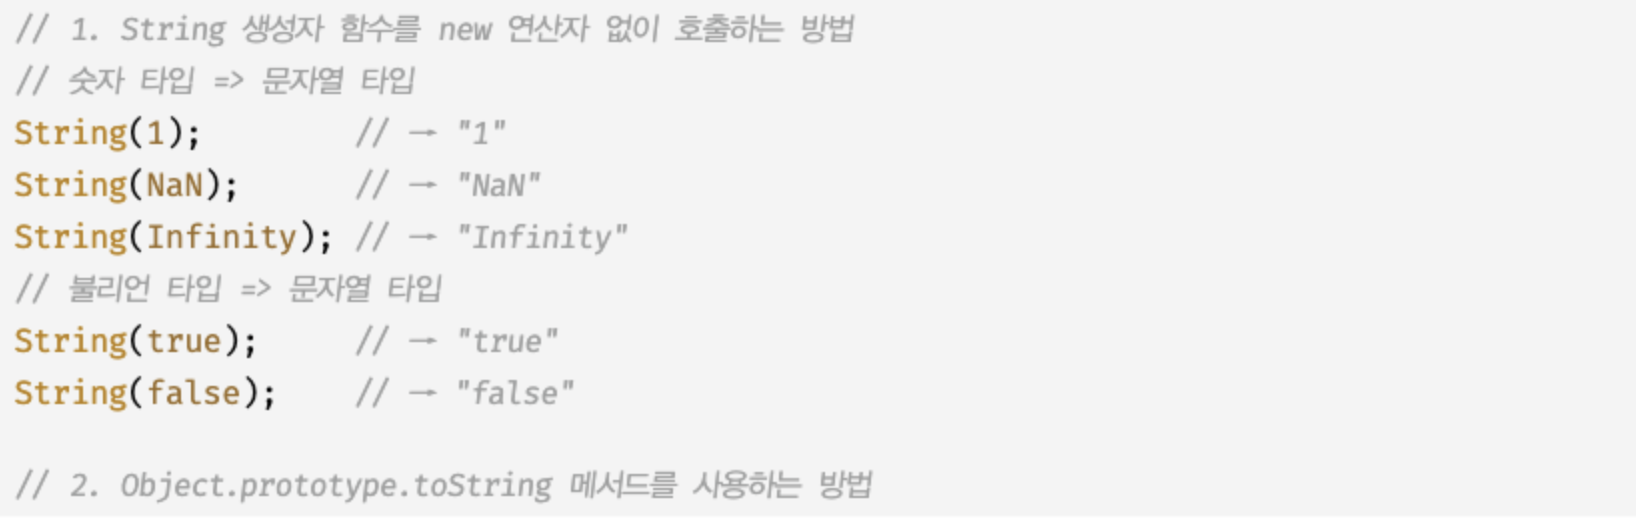 // 1. String 생성자 함수를 new 연산자 없이 호출하는 방법
// 숫자 타입 => 문자열 타입
String(1);        // → "1"
String(NaN);      // → "NaN"
String(Infinity); // → "Infinity"
// 불리언 타입 => 문자열 타입
String(true);     // → "true"
String(false);    // → "false"
// 2. Object.prototype.toString 메서드를 사용하는 방법